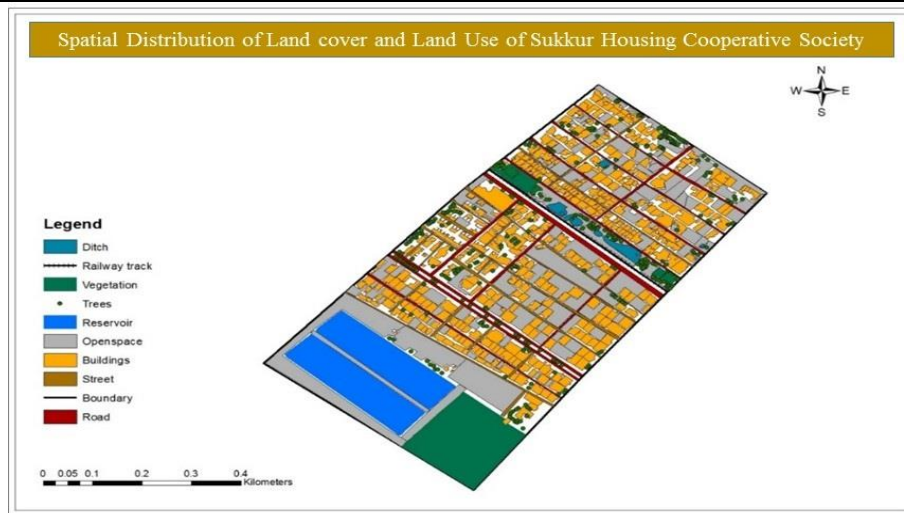 Spatial Distribution of Land cover and Land Use of Sukkur Housing Cooperative Society
N
W E
S
Legend
Ditch
Railway track
Vegetation
Trees
Reservoir
Openspace
Buildings
Street
Boundary
Road
0 0.05 0.1 0.2 0.3 0.4
Kilometers